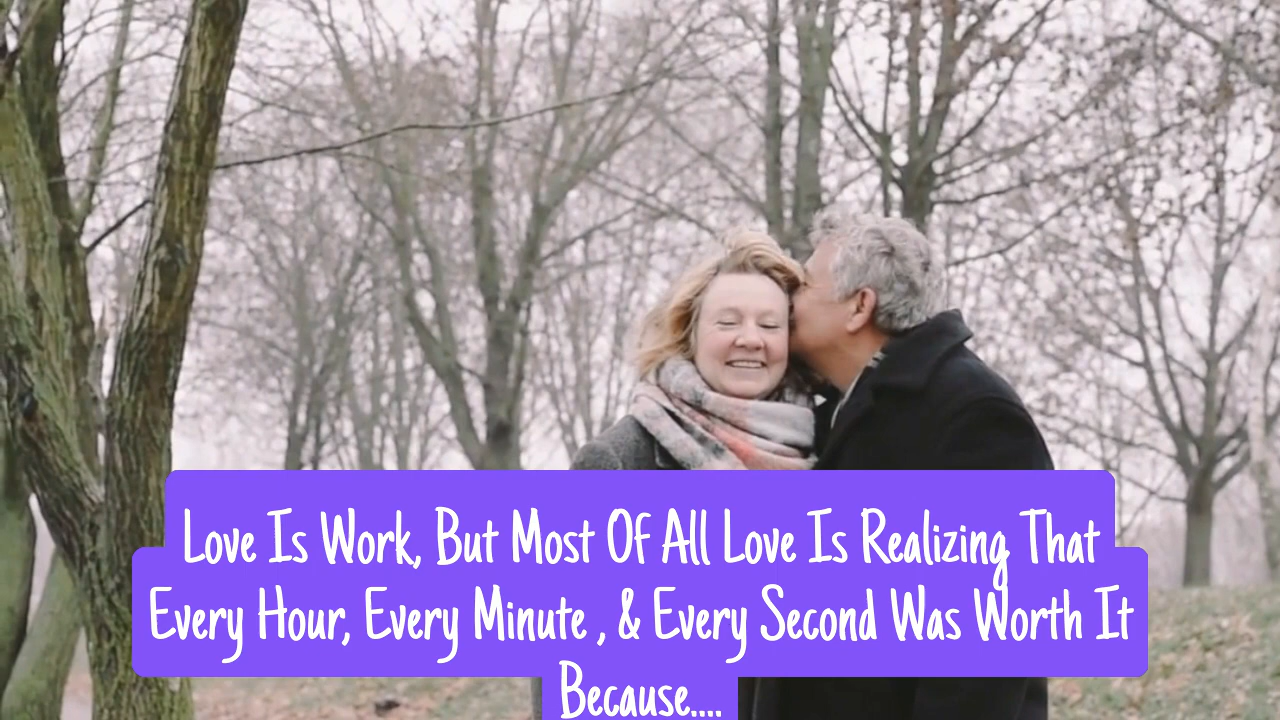 Love Is Work, But Most Of All Love Is Realizing That
Every Hour, Every Minute , & Every Second Was Worth It
Because....